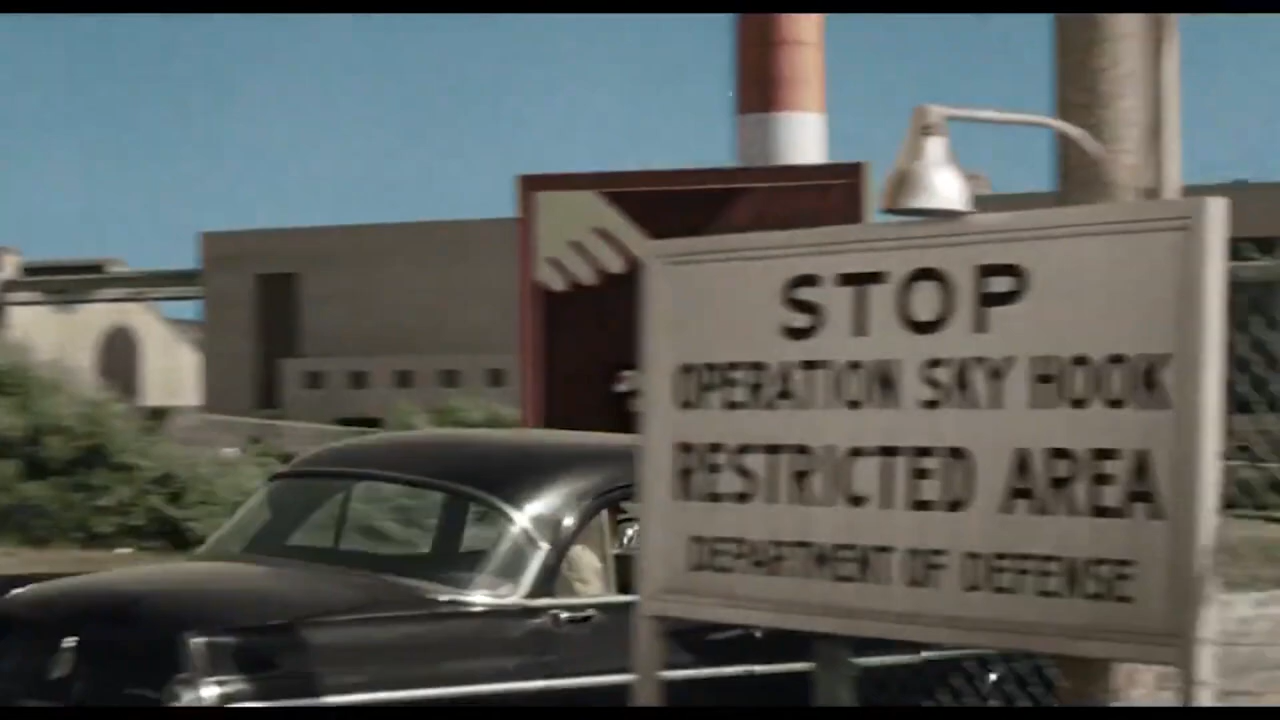 STOP
OPERATION SKY HOOK
RESTRICTED AREA
DEPARTMENT OF DEFENSE